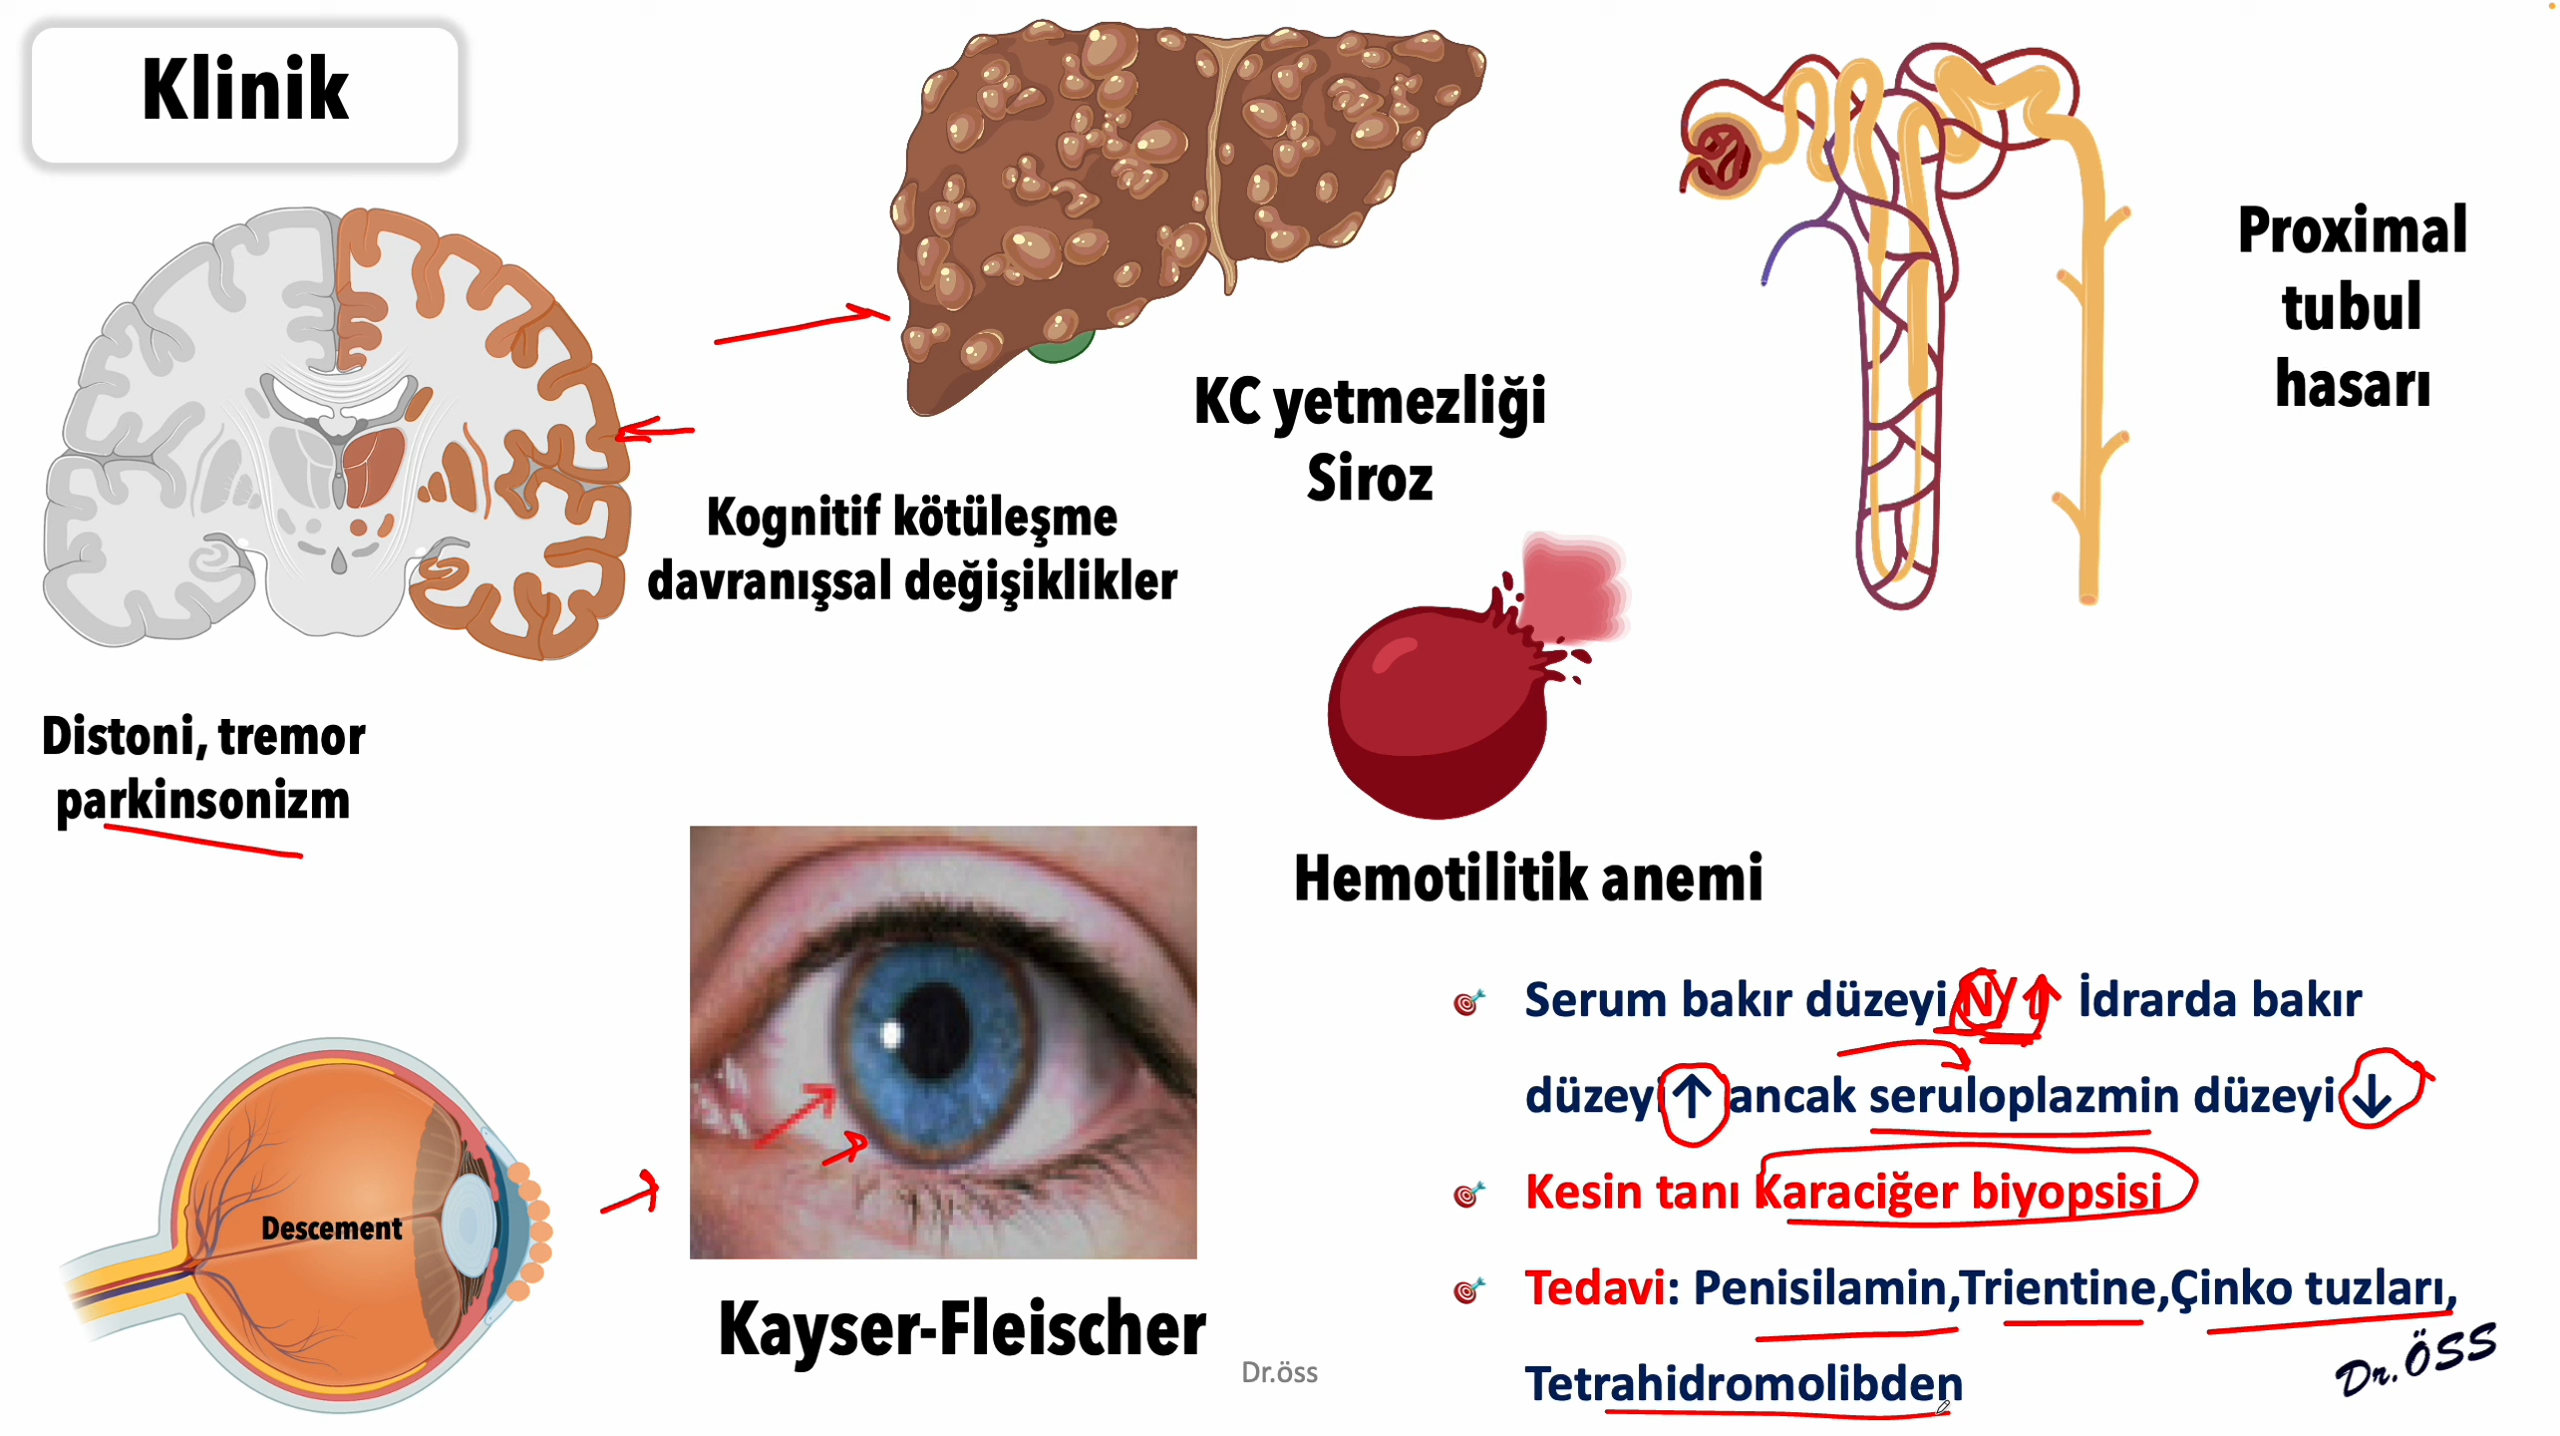 Klinik
KC yetmezliği
Siroz
Proximal
tubul
hasarı
Kognitif kötüleşme
davranışsal değişiklikler
Distoni, tremor
parkinsonizm
Hemotilitik anemi
Descement
Kayser-Fleischer
Serum bakır düzeyi N/↑ İdrarda bakır
düzeyi ↑ ancak seruloplazmin düzeyi ↓
Kesin tanı Karaciğer biyopsisi
Tedavi: Penisilamin,Trientine,Çinko tuzları,
Tetrahidromolibden
Dr.öss
Dr.ÖSS